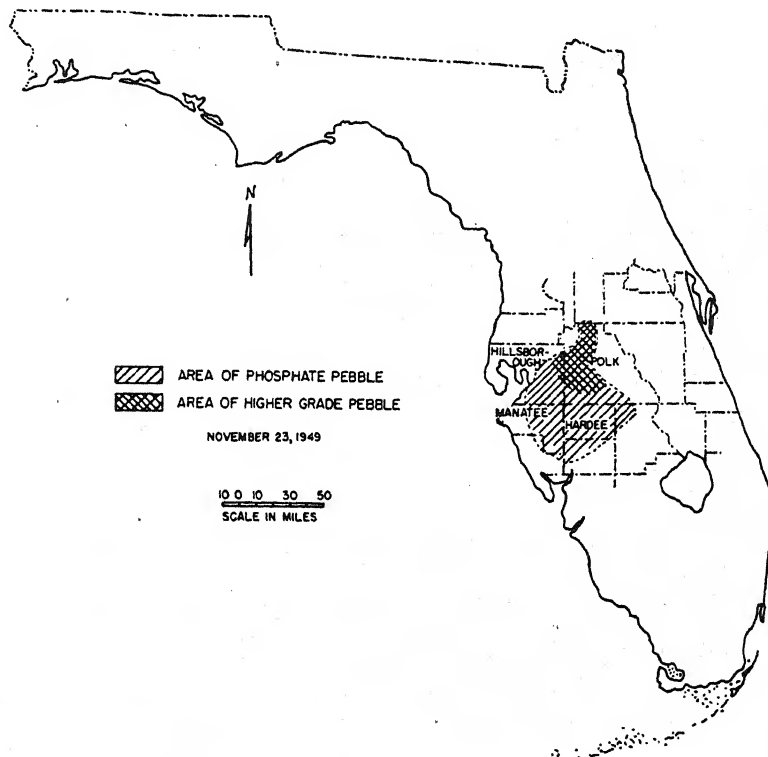 N
HILLSBOR-
OUGH
POLK
AREA OF PHOSPHATE PEBBLE
AREA OF HIGHER GRADE PEBBLE
MANATEE
HARDEE
NOVEMBER 23, 1949
10 0 10 30 50
SCALE IN MILES